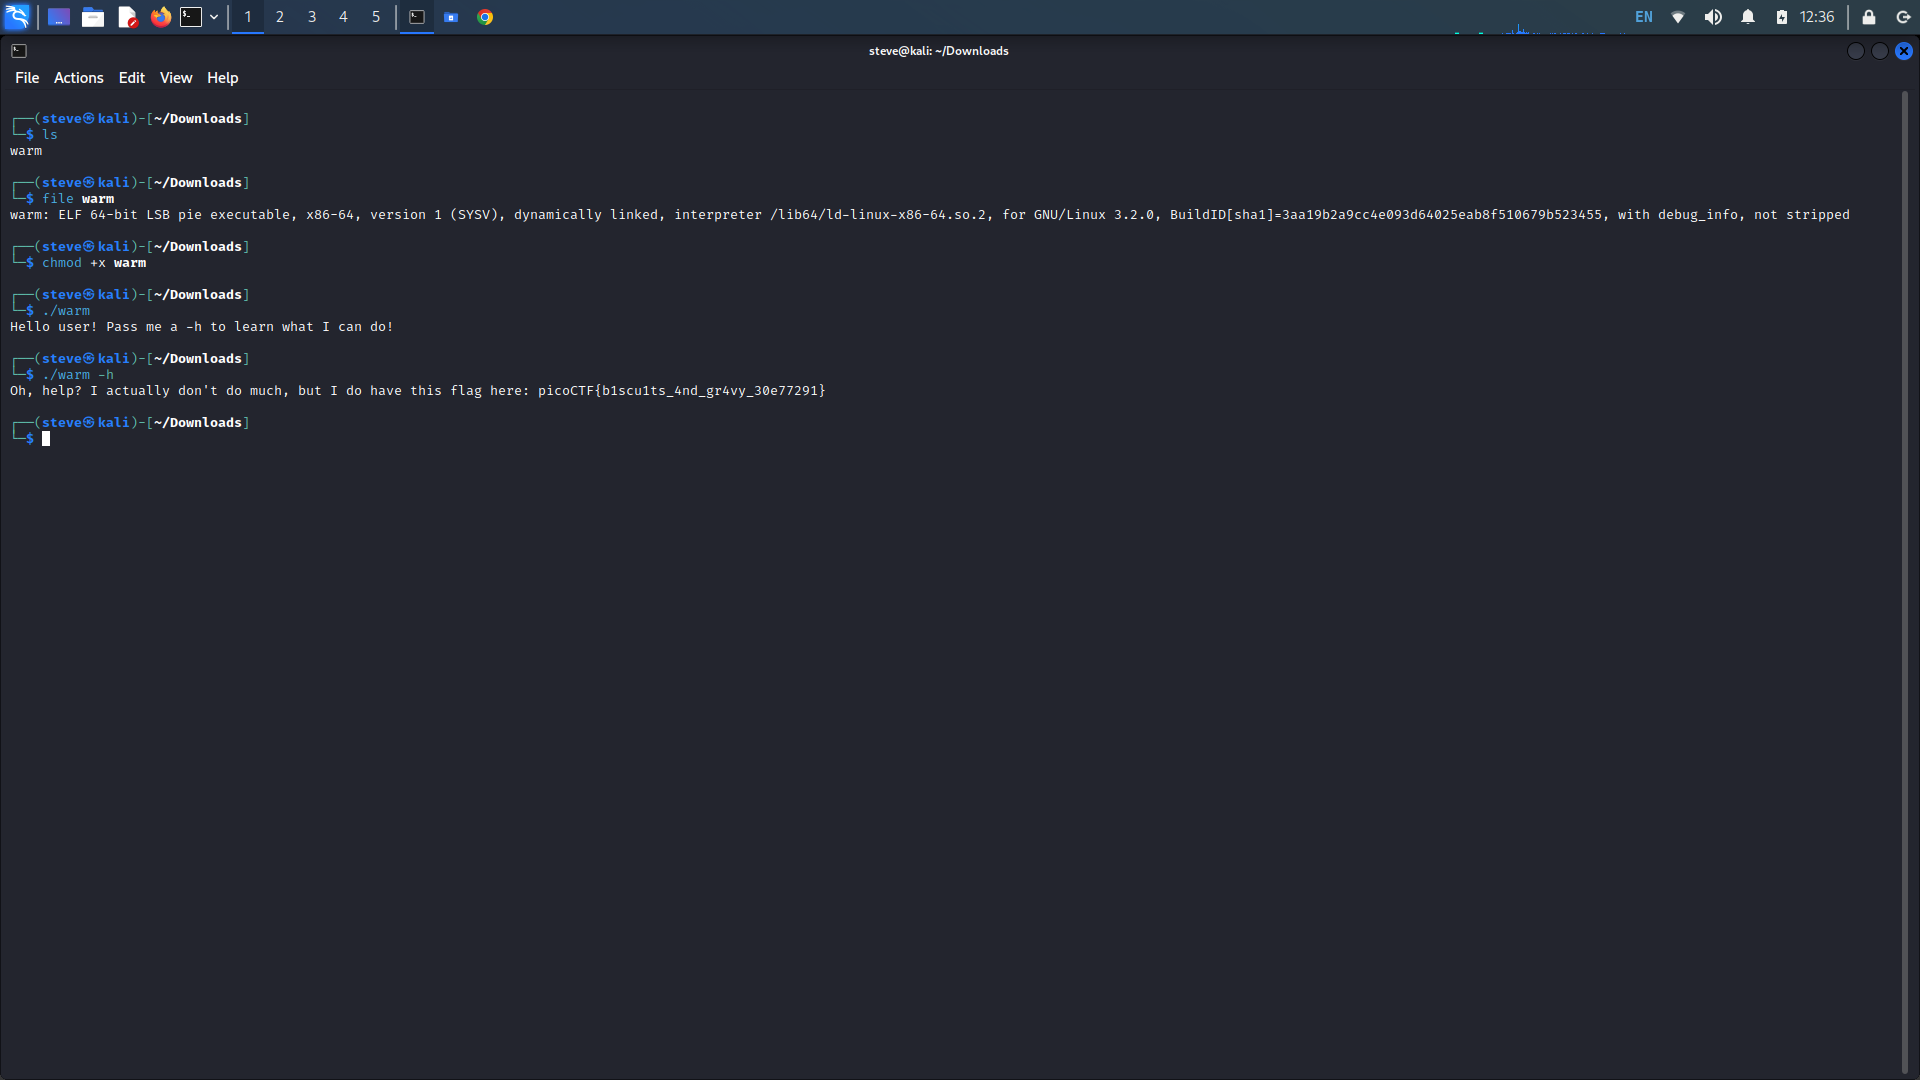 1 2 3 4 5 EN 12:36
steve@kali: ~/Downloads
File Actions Edit View Help
┌──(steve㉿kali)-[~/Downloads]
└─$ ls
warm
┌──(steve㉿kali)-[~/Downloads]
└─$ file warm
warm: ELF 64-bit LSB pie executable, x86-64, version 1 (SYSV), dynamically linked, interpreter /lib64/ld-linux-x86-64.so.2, for GNU/Linux 3.2.0, BuildID[sha1]=3aa19b2a9cc4e093d64025eab8f510679b523455, with debug_info, not stripped
┌──(steve㉿kali)-[~/Downloads]
└─$ chmod +x warm
┌──(steve㉿kali)-[~/Downloads]
└─$ ./warm
Hello user! Pass me a -h to learn what I can do!
┌──(steve㉿kali)-[~/Downloads]
└─$ ./warm -h
Oh, help? I actually don't do much, but I do have this flag here: picoCTF{b1scu1ts_4nd_gr4vy_30e77291}
┌──(steve㉿kali)-[~/Downloads]
└─$